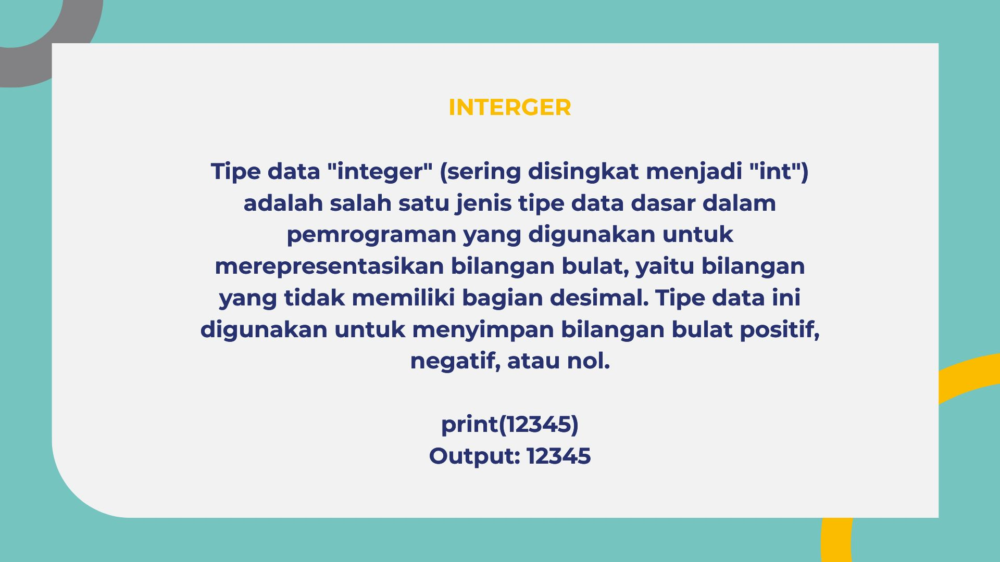 INTERGER
Tipe data "integer" (sering disingkat menjadi "int")
adalah salah satu jenis tipe data dasar dalam
pemrograman yang digunakan untuk
merepresentasikan bilangan bulat, yaitu bilangan
yang tidak memiliki bagian desimal. Tipe data ini
digunakan untuk menyimpan bilangan bulat positif,
negatif, atau nol.
print(12345)
Output: 12345